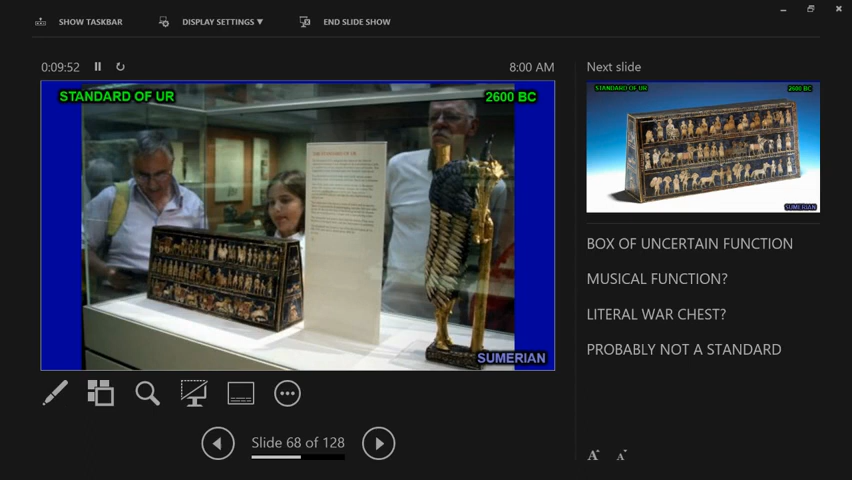 SHOW TASKBAR
DISPLAY SETTINGS ▼
END SLIDE SHOW
0:09:52
8:00 AM
STANDARD OF UR
2600 BC
SUMERIAN
Slide 68 of 128
Next slide
STANDARD OF UR
2600 BC
SUMERIAN
BOX OF UNCERTAIN FUNCTION
MUSICAL FUNCTION?
LITERAL WAR CHEST?
PROBABLY NOT A STANDARD
A A